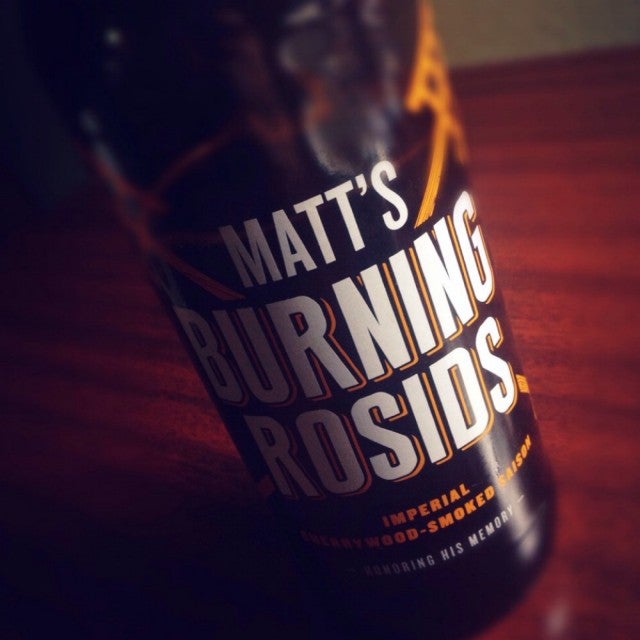 MATT'S
BURNING
ROSIDS
IMPERIAL
CHERRYWOOD-SMOKED SAISON
- HONORING HIS MEMORY -